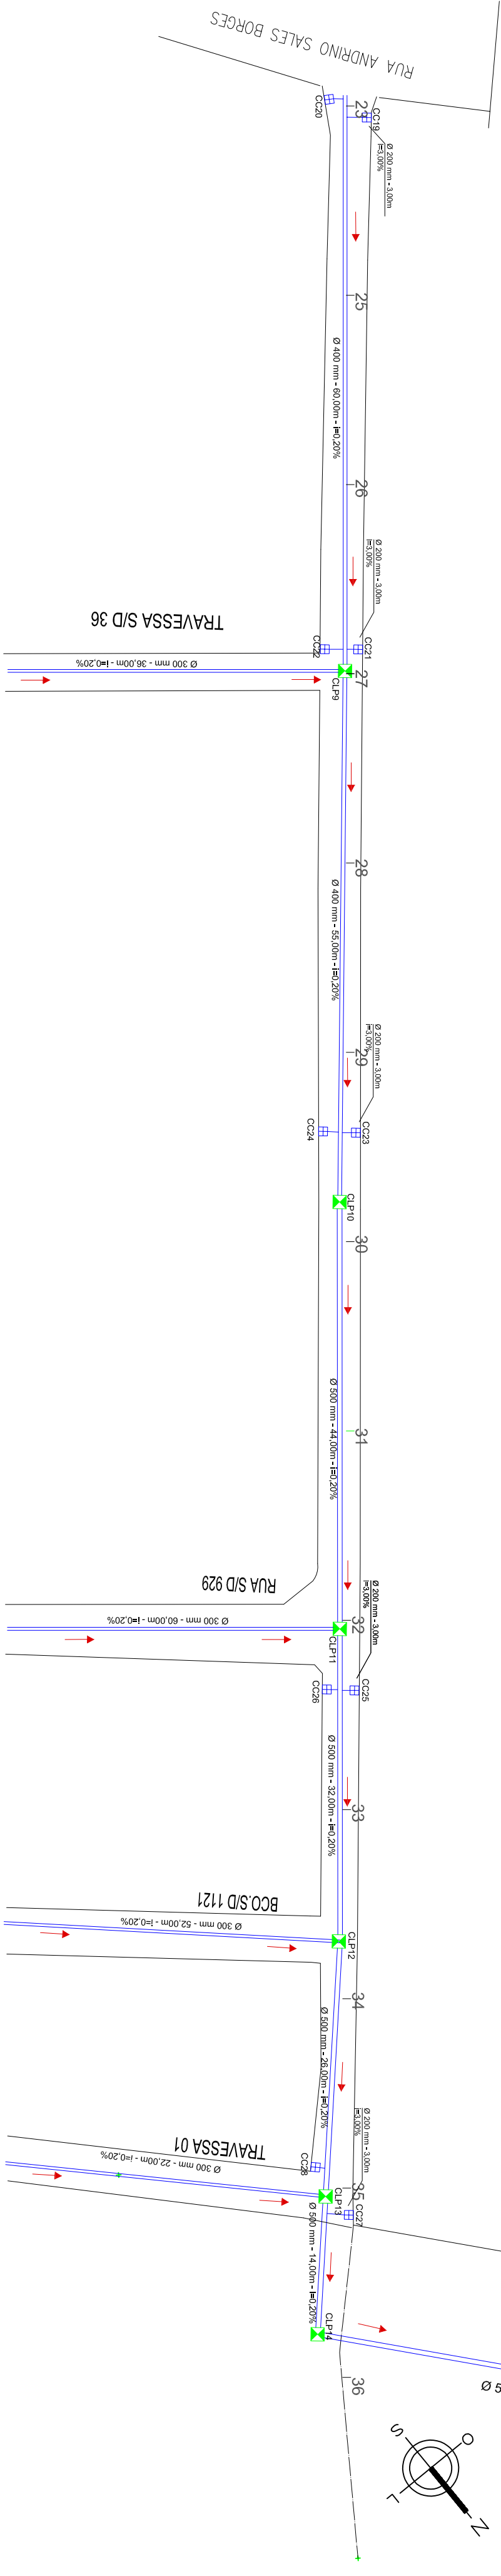 RUA ANDRINO SALES BORGES
CC20
23
CC19
Ø 200 mm - 3,00m
i=3,00%
25
Ø 400 mm - 60,00m - i=0,20%
26
Ø 200 mm - 3,00m
i=3,00%
TRAVESSA S/D 36
CC22
CC21
Ø 300 mm - 36,00m - i=0,20%
CLP9
27
28
Ø 400 mm - 55,00m - i=0,20%
29
Ø 200 mm - 3,00m
i=3,00%
CC24
CC23
CLP10
30
Ø 500 mm - 44,00m - i=0,20%
31
RUA S/D 929
Ø 200 mm - 3,00m
i=3,00%
Ø 300 mm - 60,00m - i=0,20%
32
CLP11
CC26
CC25
Ø 500 mm - 32,00m - i=0,20%
33
BCO.S/D 1121
Ø 300 mm - 52,00m - i=0,20%
CLP12
34
Ø 500 mm - 26,00m - i=0,20%
Ø 200 mm - 3,00m
i=3,00%
TRAVESSA 01
Ø 300 mm - 22,00m - i=0,20%
CC28
35
CLP13
CC27
Ø 500 mm - 14,00m - i=0,20%
CLP14
36
Ø 5
S
O
L
N